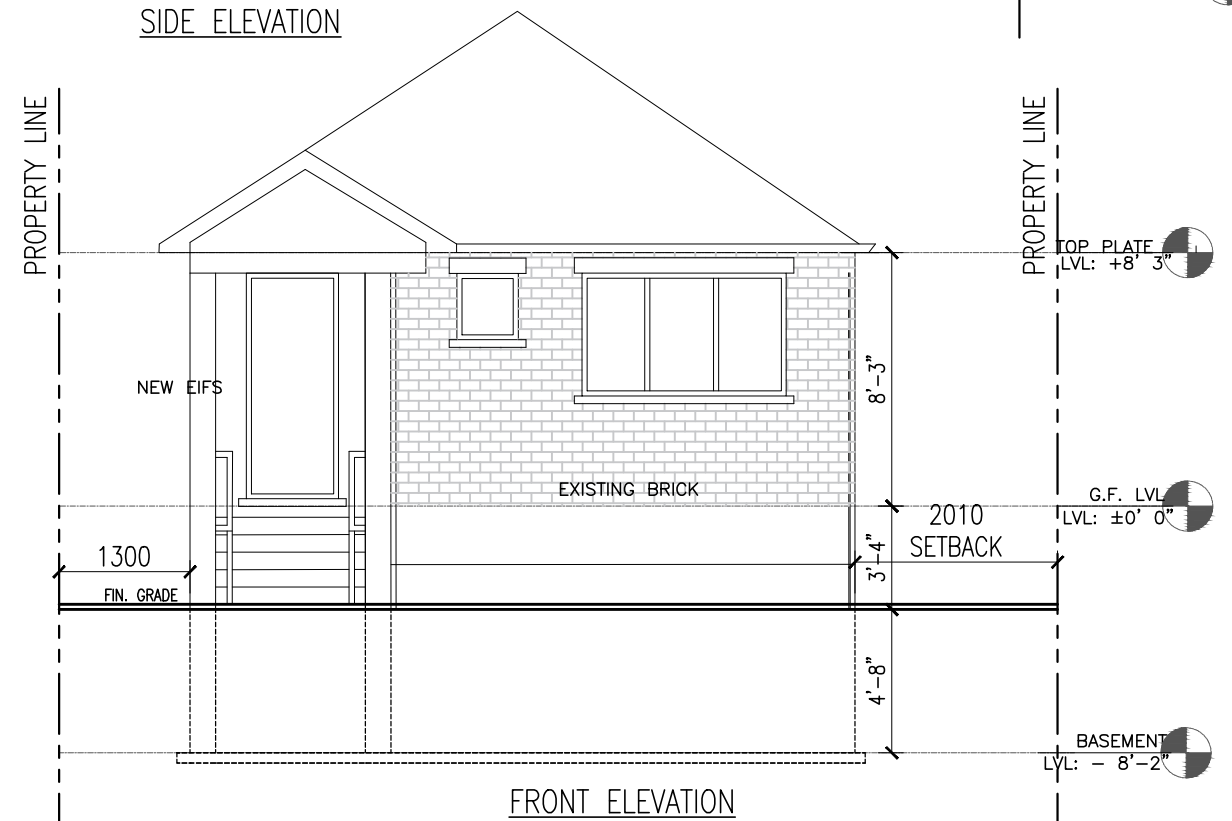 SIDE ELEVATION
PROPERTY LINE
PROPERTY LINE
TOP PLATE
LVL: +8' 3"
NEW EIFS
8'-3"
EXISTING BRICK
G.F. LVL
LVL: ±0' 0"
2010
SETBACK
1300
3'-4"
FIN. GRADE
4'-8"
BASEMENT
LVL: - 8'-2"
FRONT ELEVATION